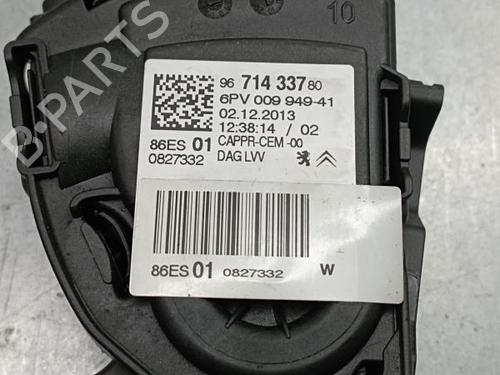 10
96 714 337 80
6PV 009 949-41
02.12.2013
12:38:14 / 02
86ES 01 CAPPR-CEM -00
0827332 DAG LVV
86ES 01 0827332 W